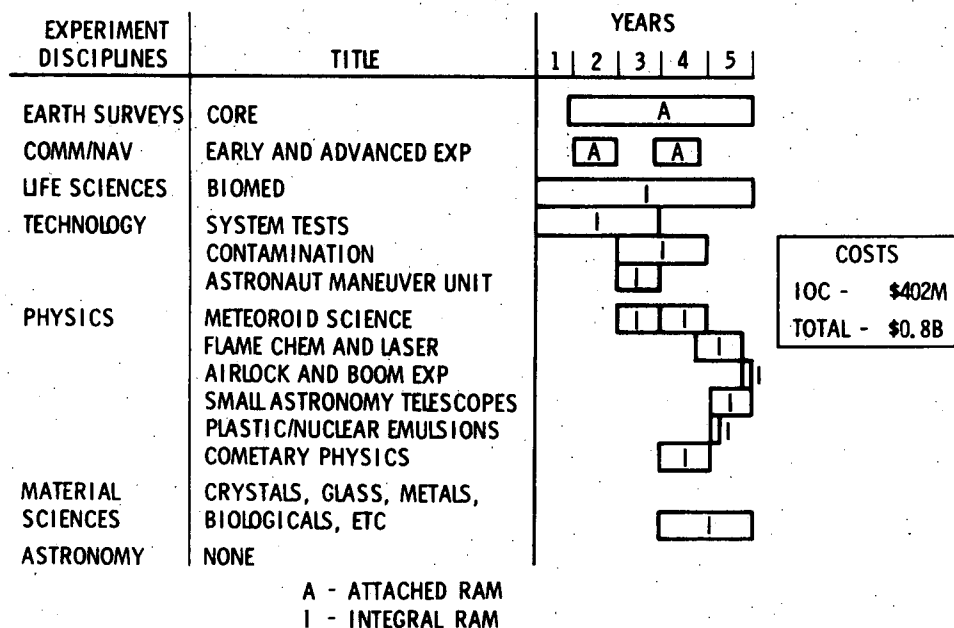 EXPERIMENT DISCIPLINES TITLE YEARS
1 2 3 4 5
EARTH SURVEYS CORE A
COMM/NAV EARLY AND ADVANCED EXP A A
LIFE SCIENCES BIOMED I
TECHNOLOGY SYSTEM TESTS I
CONTAMINATION I
ASTRONAUT MANEUVER UNIT I
PHYSICS METEOROID SCIENCE I I
FLAME CHEM AND LASER I
AIRLOCK AND BOOM EXP I
SMALL ASTRONOMY TELESCOPES I
PLASTIC/NUCLEAR EMULSIONS I
COMETARY PHYSICS I
MATERIAL SCIENCES CRYSTALS, GLASS, METALS,
BIOLOGICALS, ETC I
ASTRONOMY NONE
A - ATTACHED RAM
I - INTEGRAL RAM
COSTS
IOC - $402M
TOTAL - $0.8B